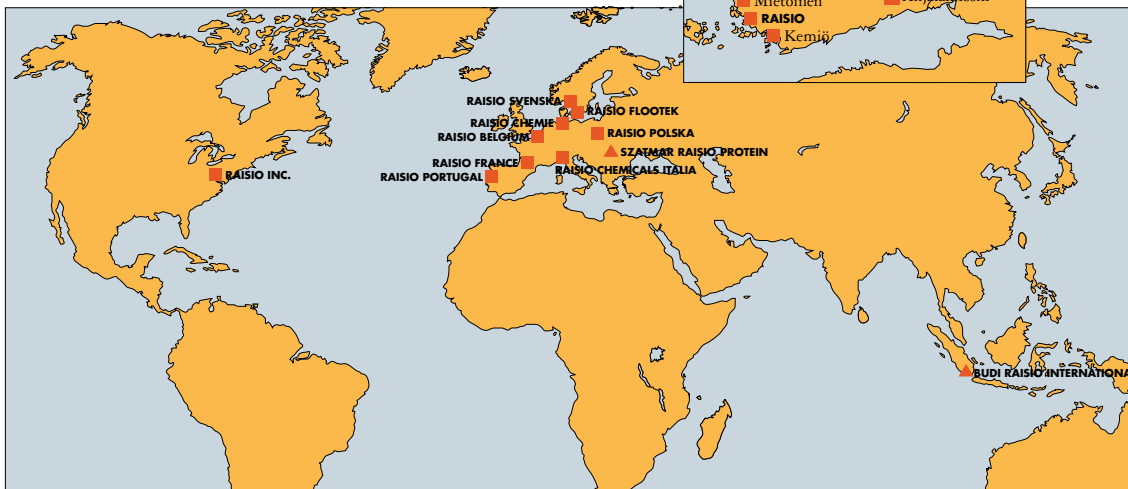 Mietoinen
RAISIO
Kemiö
RAISIO SVENSKA
RAISIO FLOOTEK
RAISIO CHEMIE
RAISIO BELGIUM
RAISIO POLSKA
SZATMAR RAISIO PROTEIN
RAISIO FRANCE
RAISIO CHEMICALS ITALIA
RAISIO INC.
RAISIO PORTUGAL
BUDI RAISIO INTERNATIONA